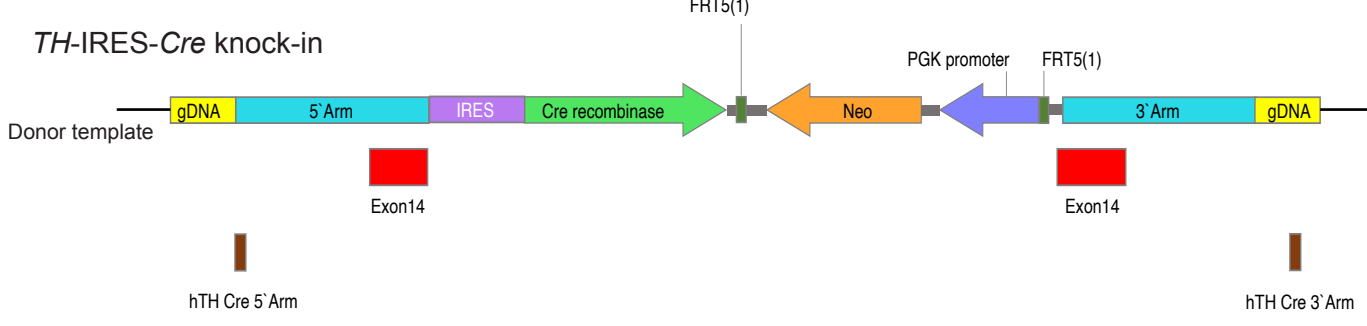 FRT5(1)
TH-IRES-Cre knock-in
PGK promoter
FRT5(1)
gDNA
5`Arm
IRES
Cre recombinase
Neo
3`Arm
gDNA
Donor template
Exon14
Exon14
hTH Cre 5`Arm
hTH Cre 3`Arm